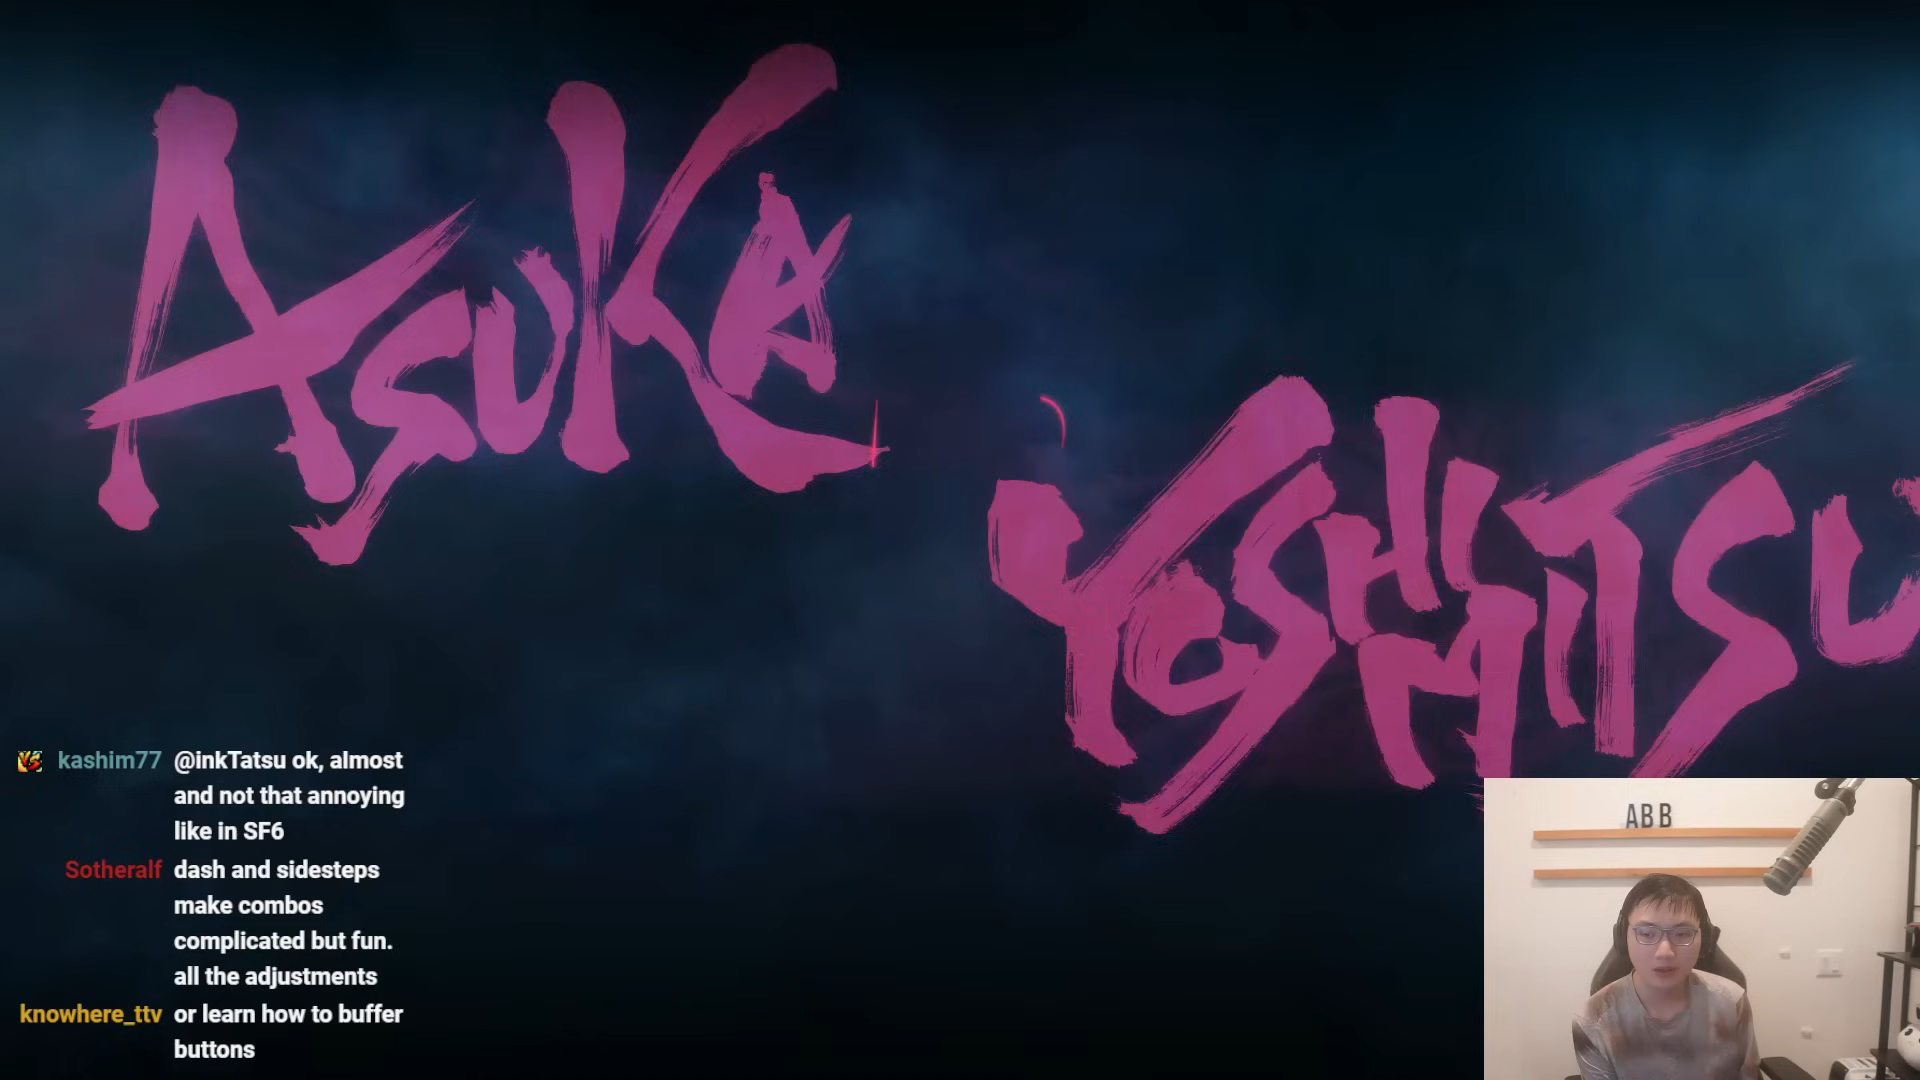 ASUKA
YOSHIMITSU
kashim77 @inkTatsu ok, almost
and not that annoying
like in SF6
Sotheralf dash and sidesteps
make combos
complicated but fun.
all the adjustments
knowhere_ttv or learn how to buffer
buttons
ABB